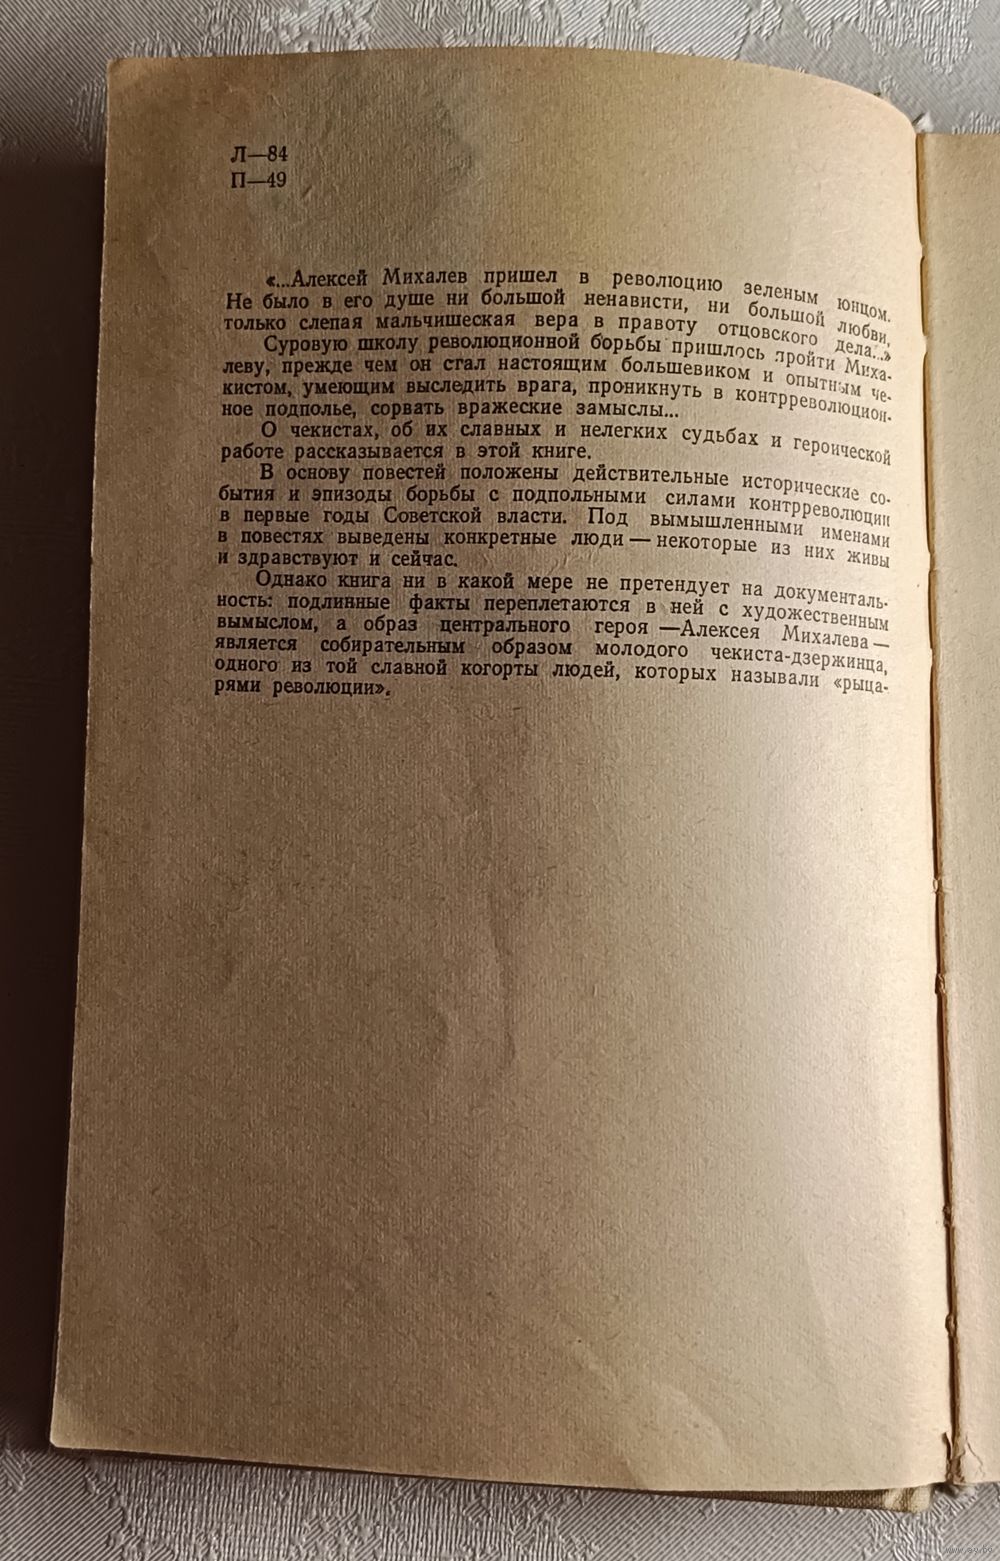 Л—84
П—49
«...Алексей Михалев пришел в революцию зеленым юнцом.
Не было в его душе ни большой ненависти, ни большой любви,
только слепая мальчишеская вера в правоту отцовского дела...»
Суровую школу революционной борьбы пришлось пройти Миха-
леву, прежде чем он стал настоящим большевиком и опытным че-
кистом, умеющим выследить врага, проникнуть в контрреволюцион-
ное подполье, сорвать вражеские замыслы...
О чекистах, об их славных и нелегких судьбах и героической
работе рассказывается в этой книге.
В основу повестей положены действительные исторические со-
бытия и эпизоды борьбы с подпольными силами контрреволюции
в первые годы Советской власти. Под вымышленными именами
в повестях выведены конкретные люди — некоторые из них живы
и здравствуют и сейчас.
Однако книга ни в какой мере не претендует на документаль-
ность: подлинные факты переплетаются в ней с художественным
вымыслом, а образ центрального героя — Алексея Михалева —
является собирательным образом молодого чекиста-дзержинца,
одного из той славной когорты людей, которых называли «рыца-
рями революции».
www.ay.by